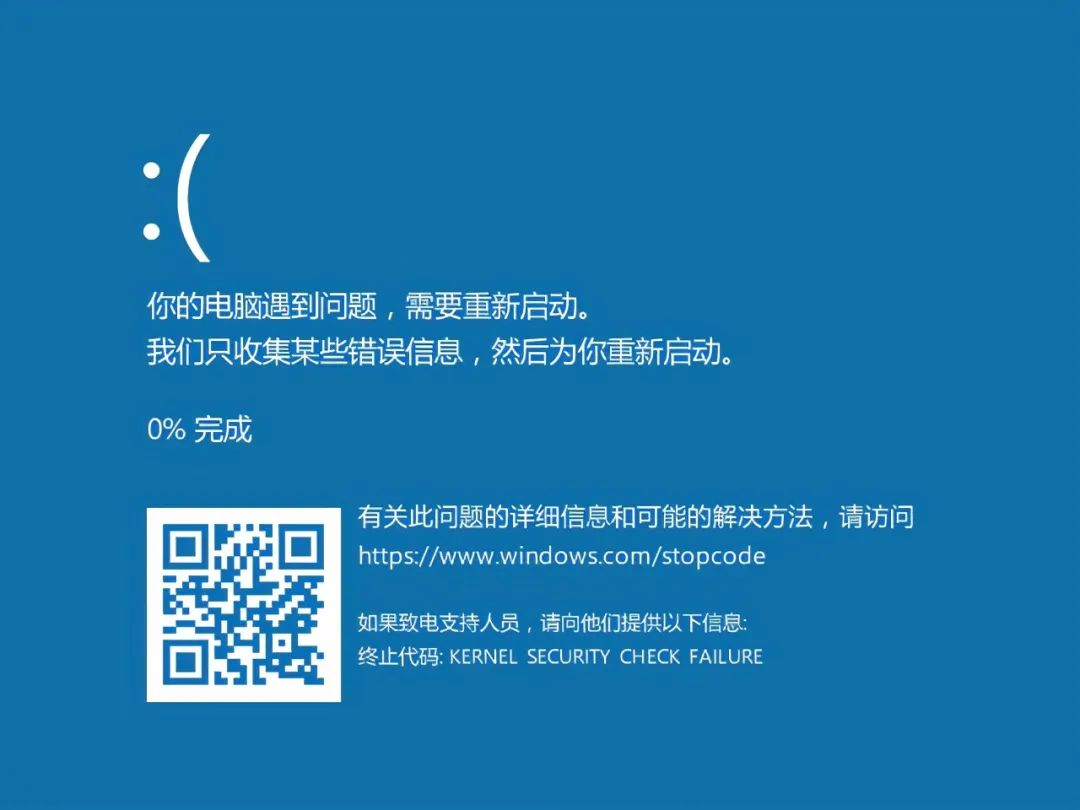 :(
你的电脑遇到问题，需要重新启动。
我们只收集某些错误信息，然后为你重新启动。
0% 完成
有关此问题的详细信息和可能的解决方法，请访问
https://www.windows.com/stopcode
如果致电支持人员，请向他们提供以下信息:
终止代码: KERNEL SECURITY CHECK FAILURE